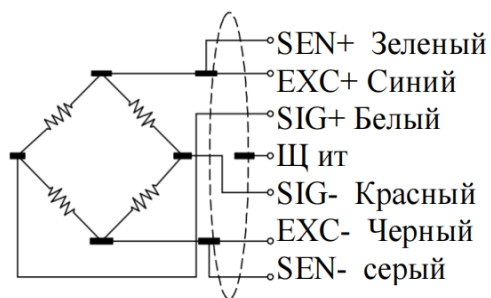 SEN+ Зеленый
EXC+ Синий
SIG+ Белый
Щ ит
SIG- Красный
EXC- Черный
SEN- серый